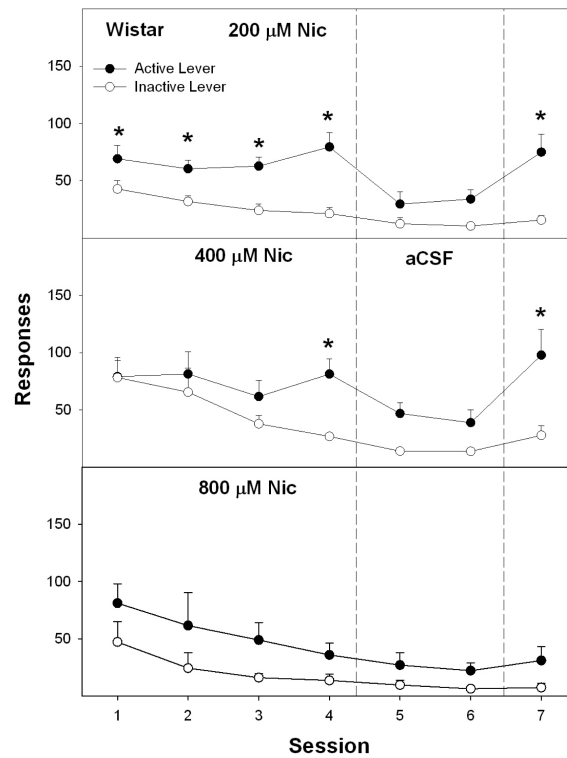 Wistar 200 μM Nic
Active Lever
Inactive Lever
* * * * *
150
100
50
400 μM Nic aCSF
* *
150
100
50
Responses
800 μM Nic
150
100
50
1 2 3 4 5 6 7
Session